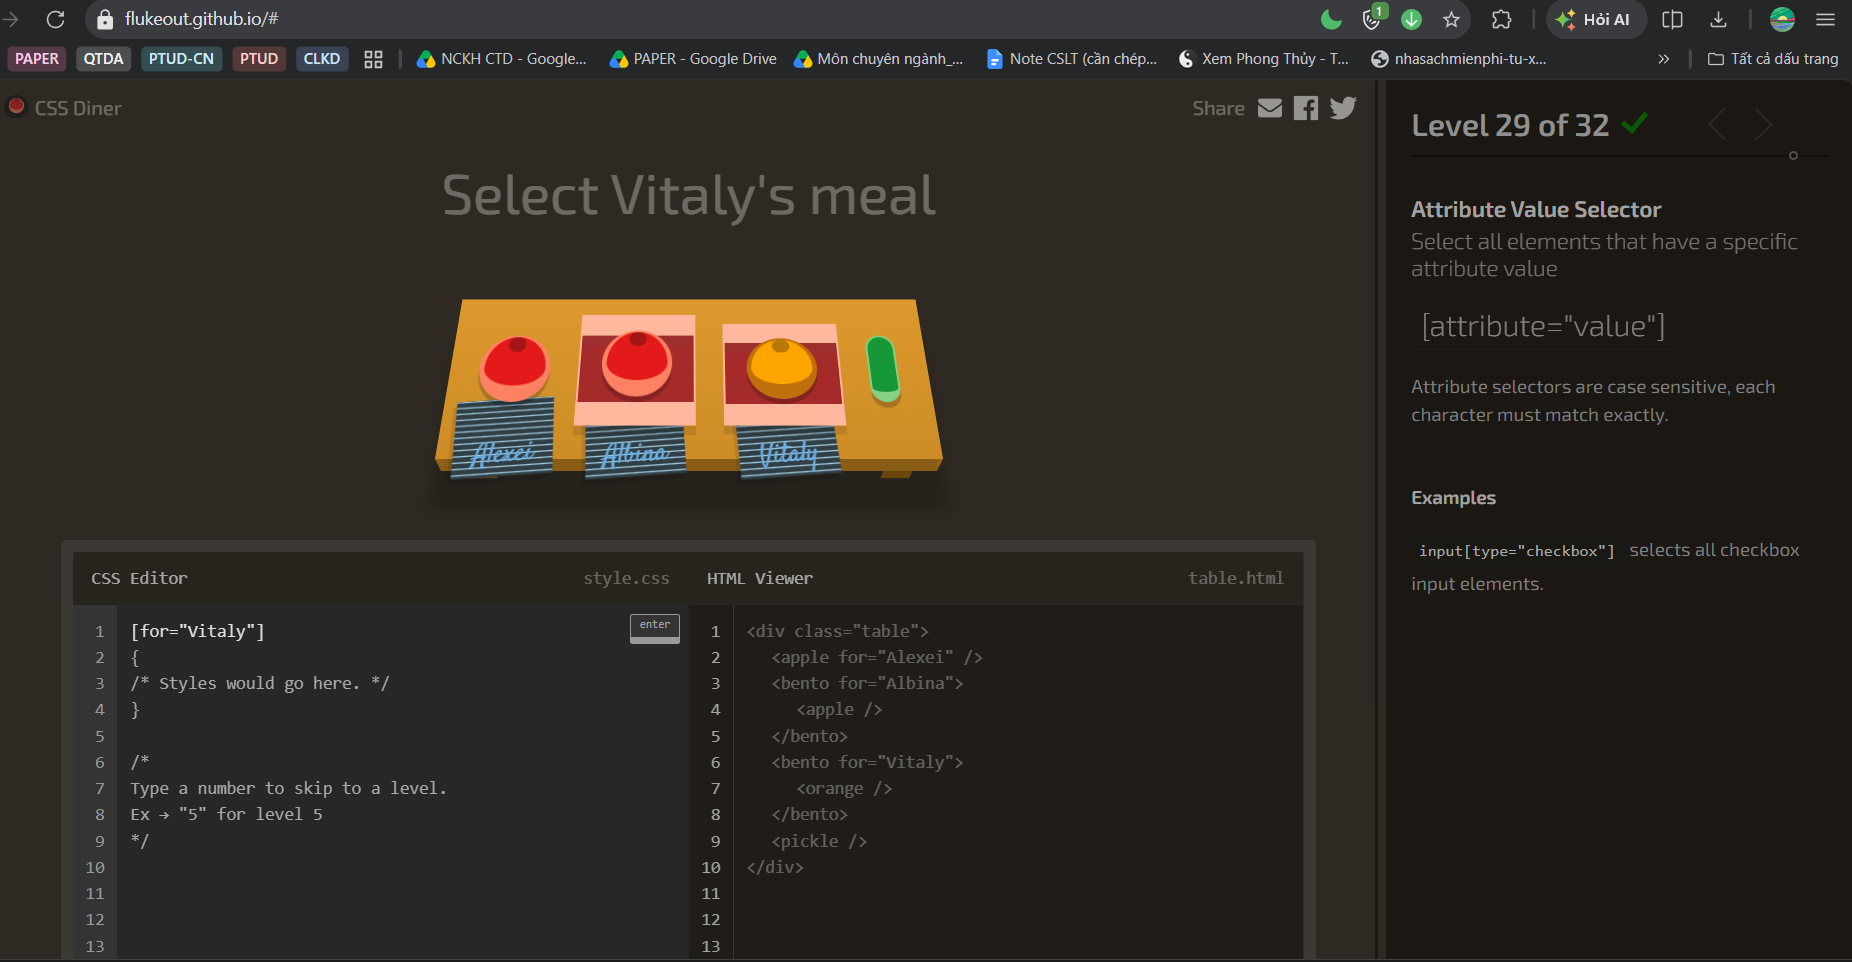 flukeout.github.io/#
1
Hỏi AI
PAPER
QTDA
PTUD-CN
PTUD
CLKD
NCKH CTD - Google...
PAPER - Google Drive
Môn chuyên ngành_...
Note CSLT (cần chép...
Xem Phong Thủy - T...
nhasachmienphi-tu-x...
Tất cả dấu trang
CSS Diner
Share
Select Vitaly's meal
Alexei
Albina
Vitaly
CSS Editor
style.css
1 [for="Vitaly"]
enter
2 {
3 /* Styles would go here. */
4 }
5
6 /*
7 Type a number to skip to a level.
8 Ex → "5" for level 5
9 */
10
11
12
13
HTML Viewer
table.html
1 <div class="table">
2 <apple for="Alexei" />
3 <bento for="Albina">
4 <apple />
5 </bento>
6 <bento for="Vitaly">
7 <orange />
8 </bento>
9 <pickle />
10 </div>
11
12
13
Level 29 of 32
Attribute Value Selector
Select all elements that have a specific
attribute value
[attribute="value"]
Attribute selectors are case sensitive, each
character must match exactly.
Examples
input[type="checkbox"] selects all checkbox
input elements.